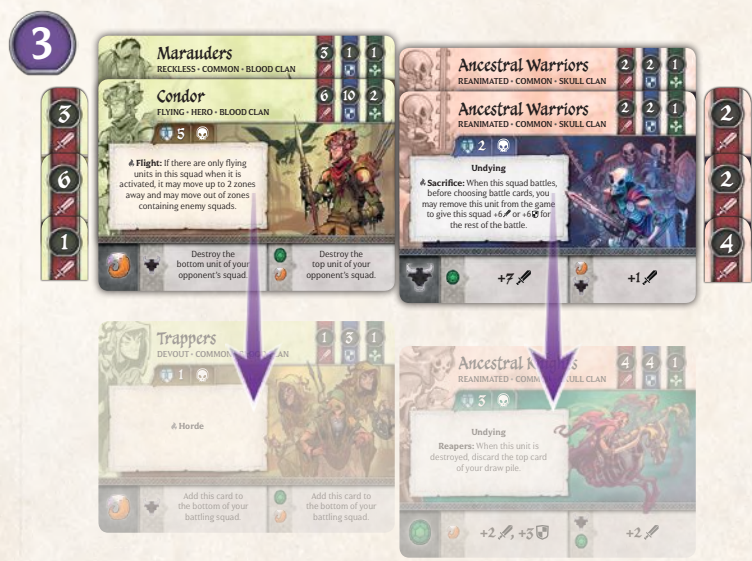 3
Marauders
3 1 1
RECKLESS · COMMON · BLOOD CLAN
Condor
6 10 2
FLYING · HERO · BLOOD CLAN
5
Flight: If there are only flying
units in this squad when it is
activated, it may move up to 2 zones
away and may move out of zones
containing enemy squads.
Destroy the
bottom unit of your
opponent's squad.
Destroy the
top unit of your
opponent's squad.
3
6
1
Ancestral Warriors
2 2 1
REANIMATED · COMMON · SKULL CLAN
Ancestral Warriors
2 2 1
REANIMATED · COMMON · SKULL CLAN
2
Undying
Sacrifice: When this squad battles,
before choosing battle cards, you
may remove this unit from the game
to give this squad +6 or +6 for
the rest of the battle.
+7
+1
2
2
4
Trappers
1 3 1
DEVOUT · COMMON CLAN
1
Horde
Add this card to
the bottom of your
battling squad.
Add this card to
the bottom of your
battling squad.
Ancestral
4 4 1
REANIMATED · SKULL CLAN
3
Undying
Reapers: When this unit is
destroyed, discard the top card
of your draw pile.
+2 , +3
+2